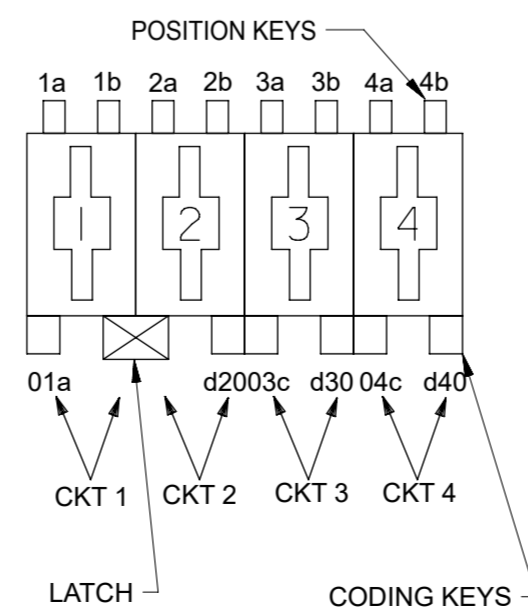 POSITION KEYS
1a 1b 2a 2b 3a 3b 4a 4b
1 2 3 4
01a d2003c d30 04c d40
CKT 1 CKT 2 CKT 3 CKT 4
LATCH
CODING KEYS